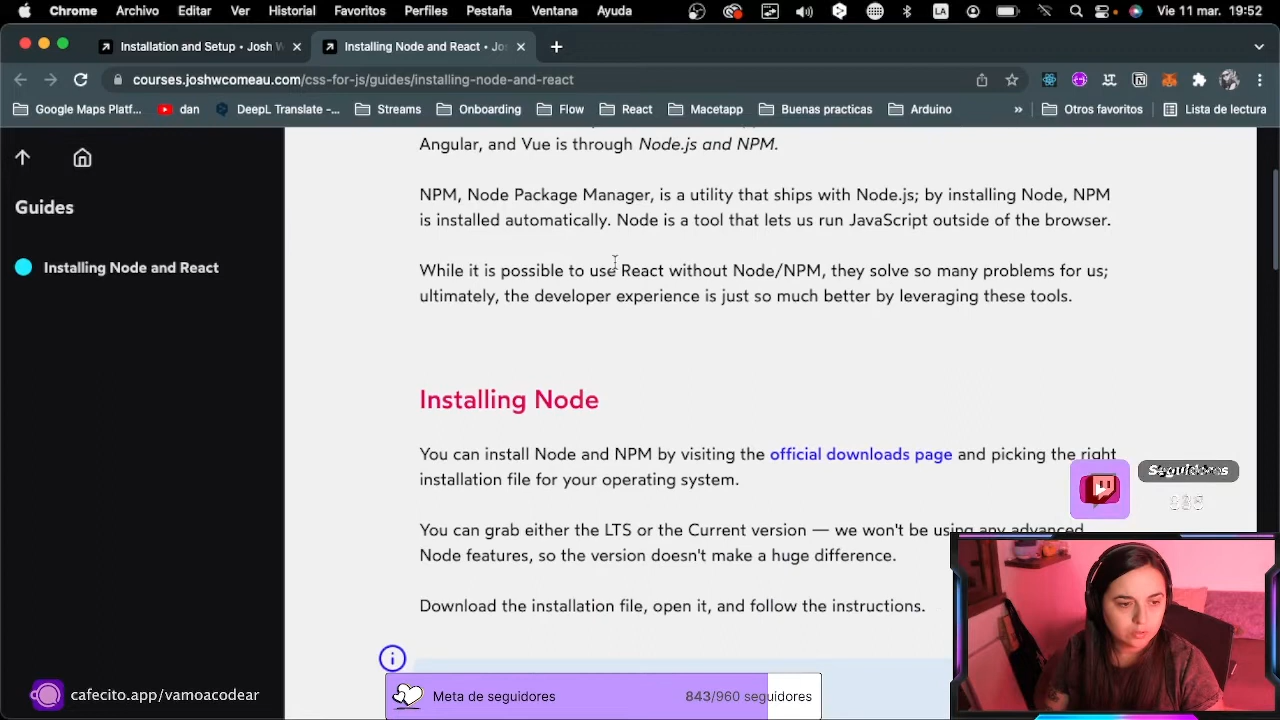 Chrome Archivo Editar Ver Historial Favoritos Perfiles Pestaña Ventana Ayuda LA Vie 11 mar. 19:52
Installation and Setup • Josh W Installing Node and React • Jos
courses.joshwcomeau.com/css-for-js/guides/installing-node-and-react
Google Maps Platf... dan DeepL Translate -... Streams Onboarding Flow React Macetapp Buenas practicas Arduino » Otros favoritos Lista de lectura
Angular, and Vue is through Node.js and NPM.
NPM, Node Package Manager, is a utility that ships with Node.js; by installing Node, NPM
is installed automatically. Node is a tool that lets us run JavaScript outside of the browser.
While it is possible to use React without Node/NPM, they solve so many problems for us;
ultimately, the developer experience is just so much better by leveraging these tools.
Guides
Installing Node and React
Installing Node
You can install Node and NPM by visiting the official downloads page and picking the right
installation file for your operating system.
Seguidores
You can grab either the LTS or the Current version — we won't be using any advanced
Node features, so the version doesn't make a huge difference.
Download the installation file, open it, and follow the instructions.
cafecito.app/vamoacodear
Meta de seguidores 843/960 seguidores